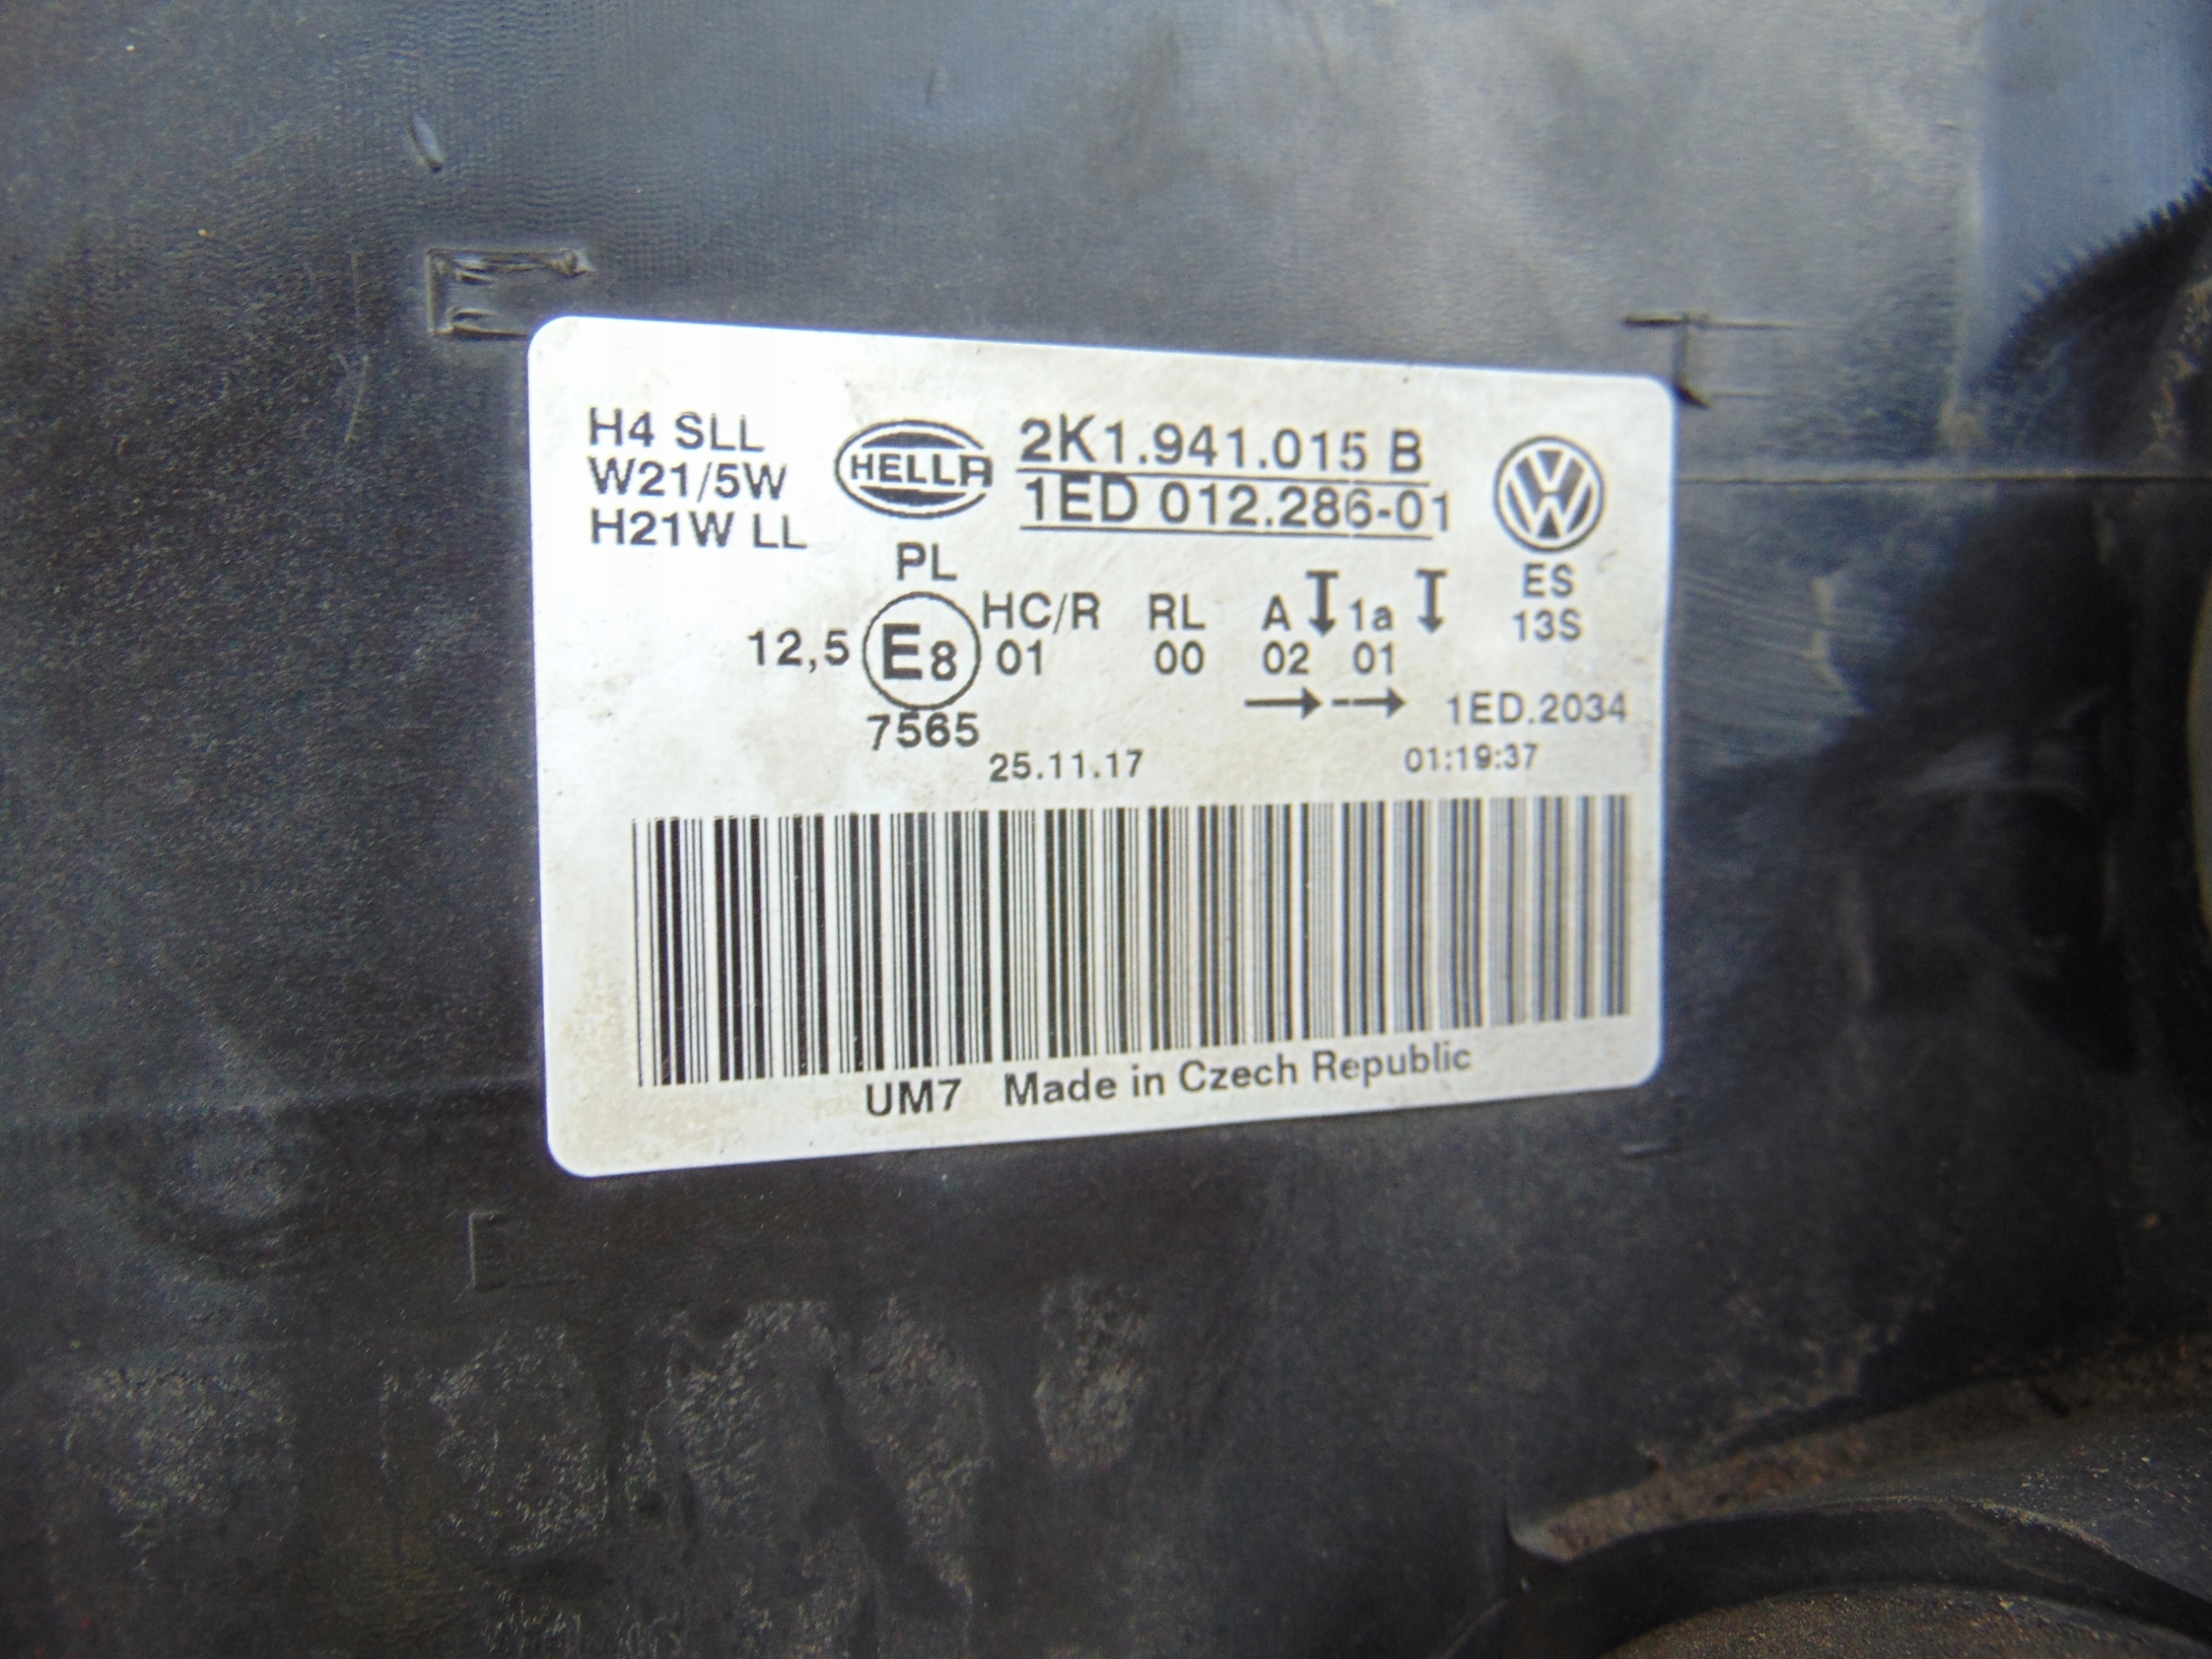 H4 SLL
W21/5W
H21W LL
HELLA
2K1.941.015 B
1ED 012.286-01
PL
ES
13S
12,5 E8 HC/R RL A 1a
01 00 02 01
7565
1ED.2034
25.11.17 01:19:37
UM7 Made in Czech Republic